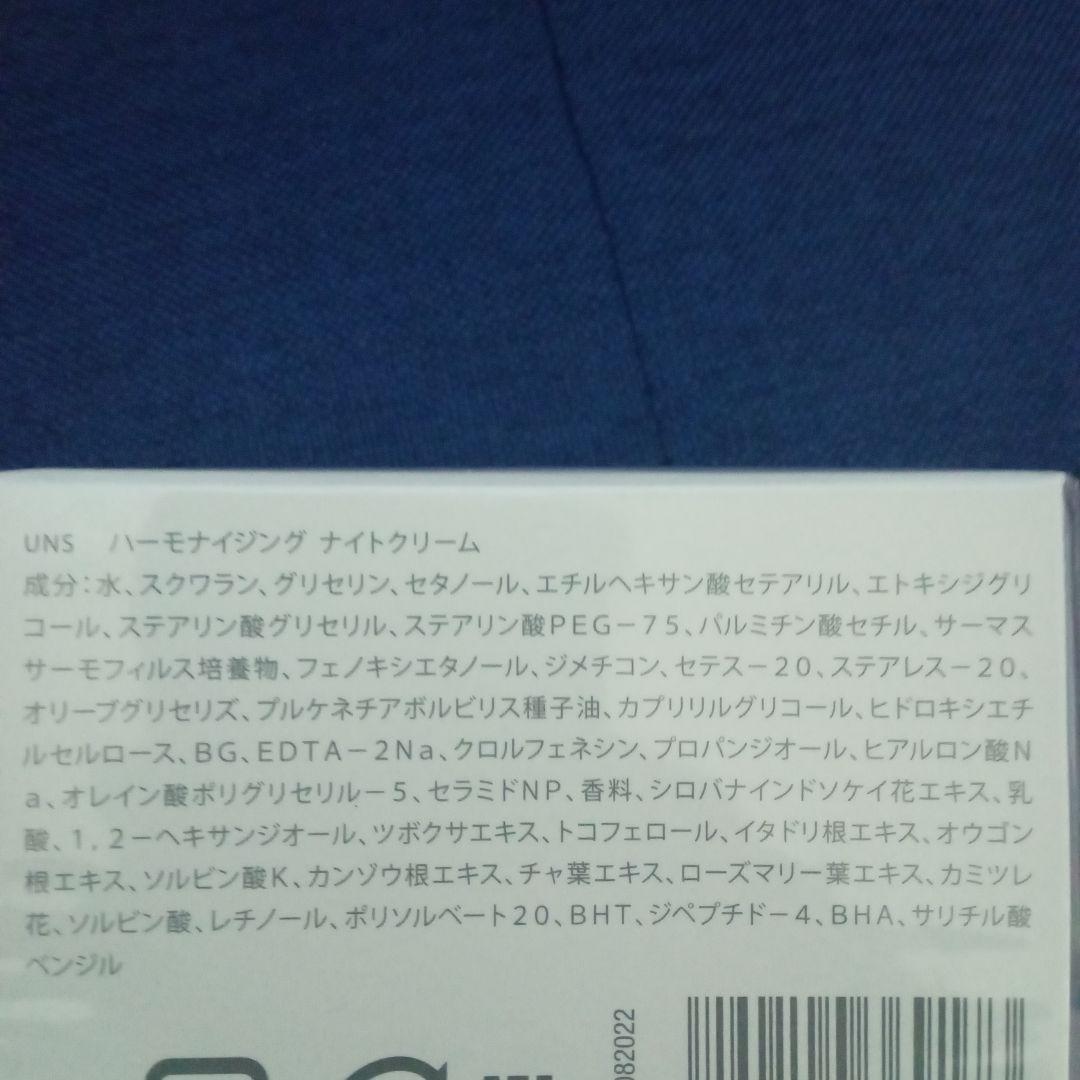 UNS ハーモナイジング ナイトクリーム
成分：水、スクワラン、グリセリン、セタノール、エチルヘキサン酸セテアリル、エトキシジグリ
コール、ステアリン酸グリセリル、ステアリン酸ＰＥＧ－７５、パルミチン酸セチル、サーマス
サーモフィルス培養物、フェノキシエタノール、ジメチコン、セテス－２０、ステアレス－２０、
オリーブグリセリズ、プルケネチアボルビリス種子油、カプリリルグリコール、ヒドロキシエチ
ルセルロース、ＢＧ、ＥＤＴＡ－２Ｎａ、クロルフェネシン、プロパンジオール、ヒアルロン酸Ｎ
ａ、オレイン酸ポリグリセリル－５、セラミドＮＰ、香料、シロバナインドソケイ花エキス、乳
酸、１，２－ヘキサンジオール、ツボクサエキス、トコフェロール、イタドリ根エキス、オウゴン
根エキス、ソルビン酸Ｋ、カンゾウ根エキス、チャ葉エキス、ローズマリー葉エキス、カミツレ
花、ソルビン酸、レチノール、ポリソルベート２０、ＢＨＴ、ジペプチド－４、ＢＨＡ、サリチル酸
ベンジル
082022